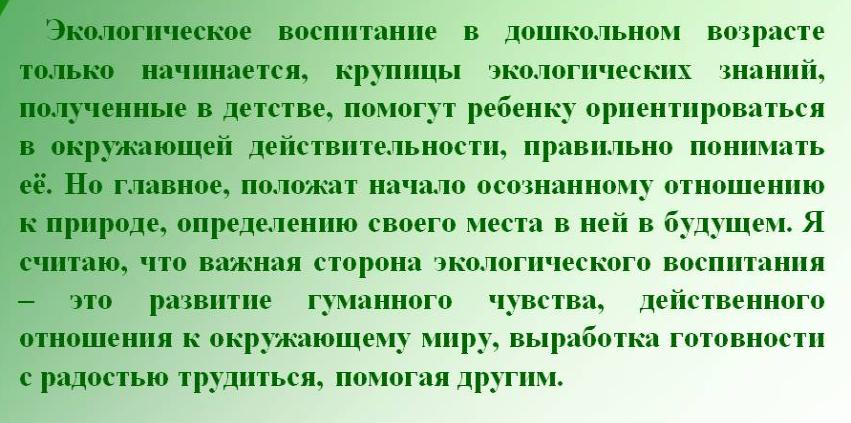 Экологическое воспитание в дошкольном возрасте
только начинается, крупицы экологических знаний,
полученные в детстве, помогут ребенку ориентироваться
в окружающей действительности, правильно понимать
её. Но главное, положат начало осознанному отношению
к природе, определению своего места в ней в будущем. Я
считаю, что важная сторона экологического воспитания
– это развитие гуманного чувства, действенного
отношения к окружающему миру, выработка готовности
с радостью трудиться, помогая другим.